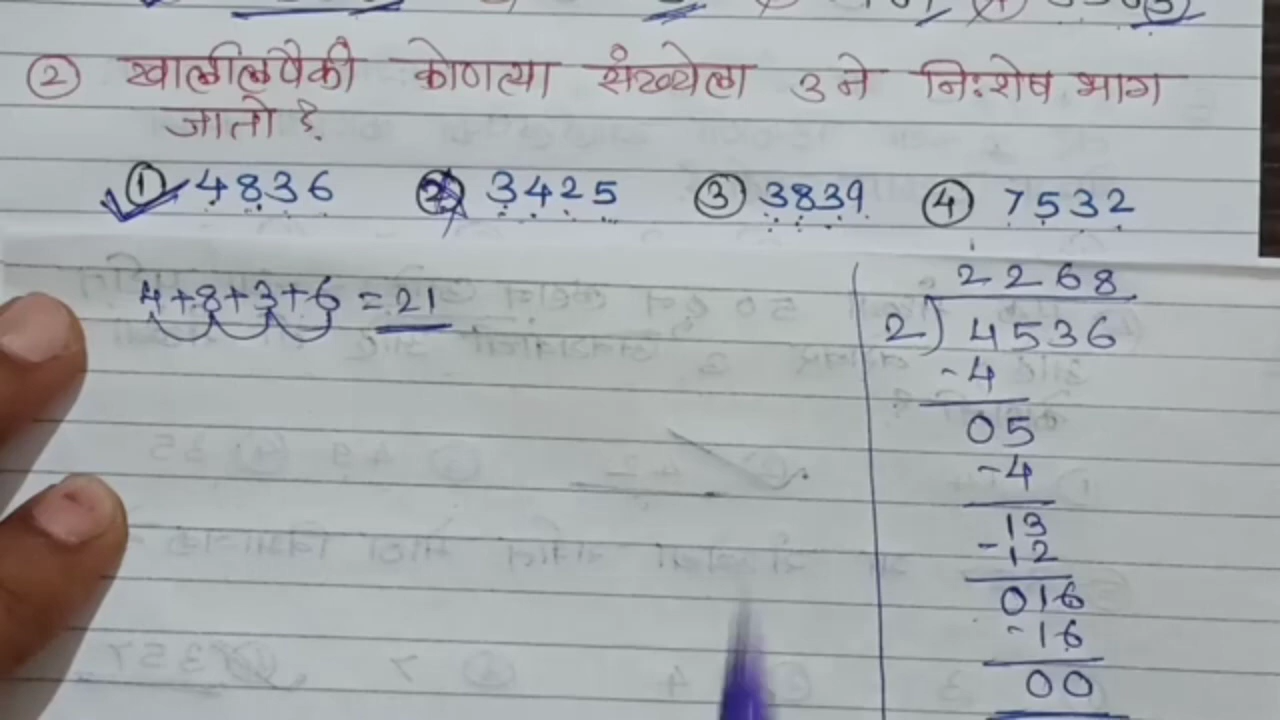 ② खालीलपैकी कोणत्या संख्येला 3 ने नि:शेष भाग
जातो ?
① 4836 ② 3425 ③ 3839 ④ 7532
4+8+3+6 = 21
2268
2) 4536
-4
05
-4
13
-12
016
-16
00